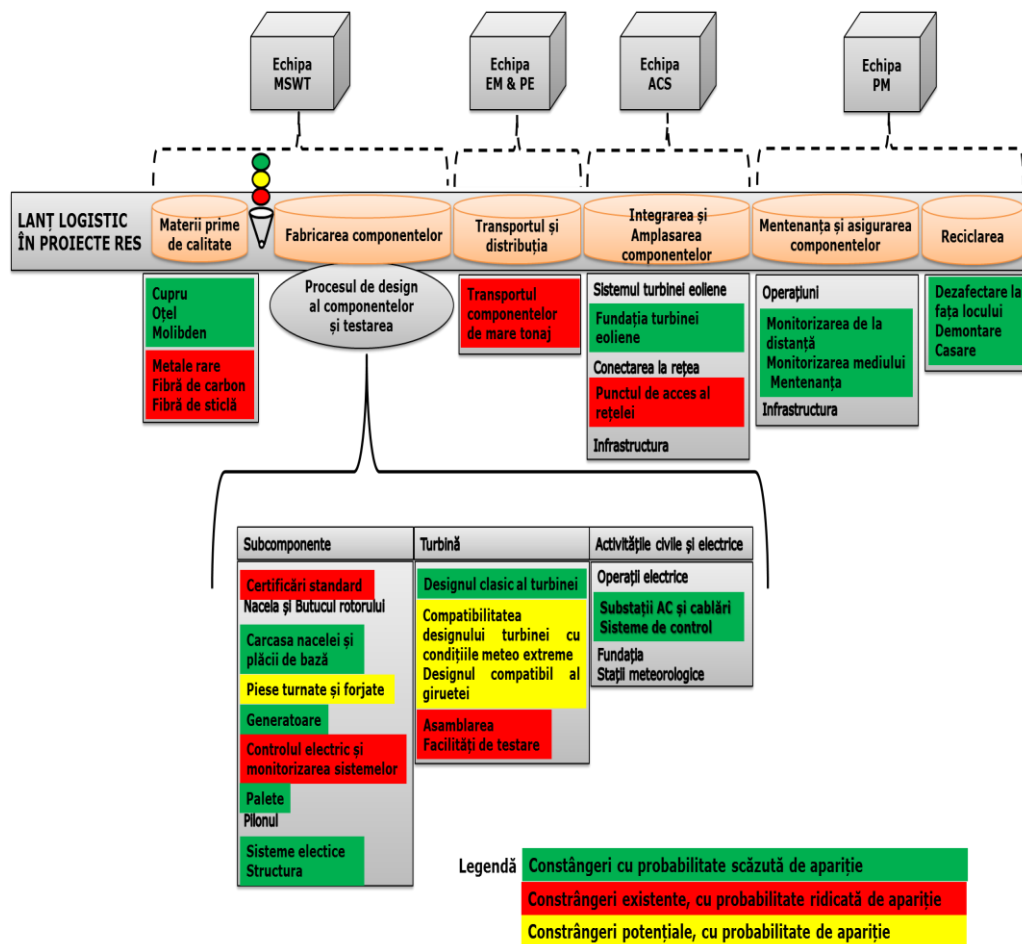 Echipa
MSWT
Echipa
EM & PE
Echipa
ACS
Echipa
PM
LANȚ LOGISTIC
ÎN PROIECTE RES
Materii prime
de calitate
Fabricarea componentelor
Transportul și
distribuția
Integrarea și
Amplasarea
componentelor
Mentenanța și asigurarea
componentelor
Reciclarea
Cupru
Oțel
Molibden
Metale rare
Fibră de carbon
Fibră de sticlă
Procesul de design
al componentelor
și testarea
Transportul
componentelor
de mare tonaj
Sistemul turbinei eoliene
Fundația turbinei
eoliene
Conectarea la rețea
Punctul de acces al
rețelei
Infrastructura
Operațiuni
Monitorizarea de la
distanță
Monitorizarea mediului
Mentenanța
Infrastructura
Dezafectare la
fața locului
Demontare
Casare
Subcomponente
Certificări standard
Nacela și Butucul rotorului
Carcasa nacelei și
plăcii de bază
Piese turnate și forjate
Generatoare
Controlul electric și
monitorizarea sistemelor
Palete
Pilonul
Sisteme electice
Structura
Turbină
Designul clasic al turbinei
Compatibilitatea
designului turbinei cu
condițiile meteo extreme
Designul compatibil al
giruetei
Asamblarea
Facilități de testare
Activitățile civile și electrice
Operații electrice
Substații AC și cablări
Sisteme de control
Fundația
Stații meteorologice
Legendă
Constângeri cu probabilitate scăzută de apariție
Constrângeri existente, cu probabilitate ridicată de apariție
Constrângeri potențiale, cu probabilitate de apariție